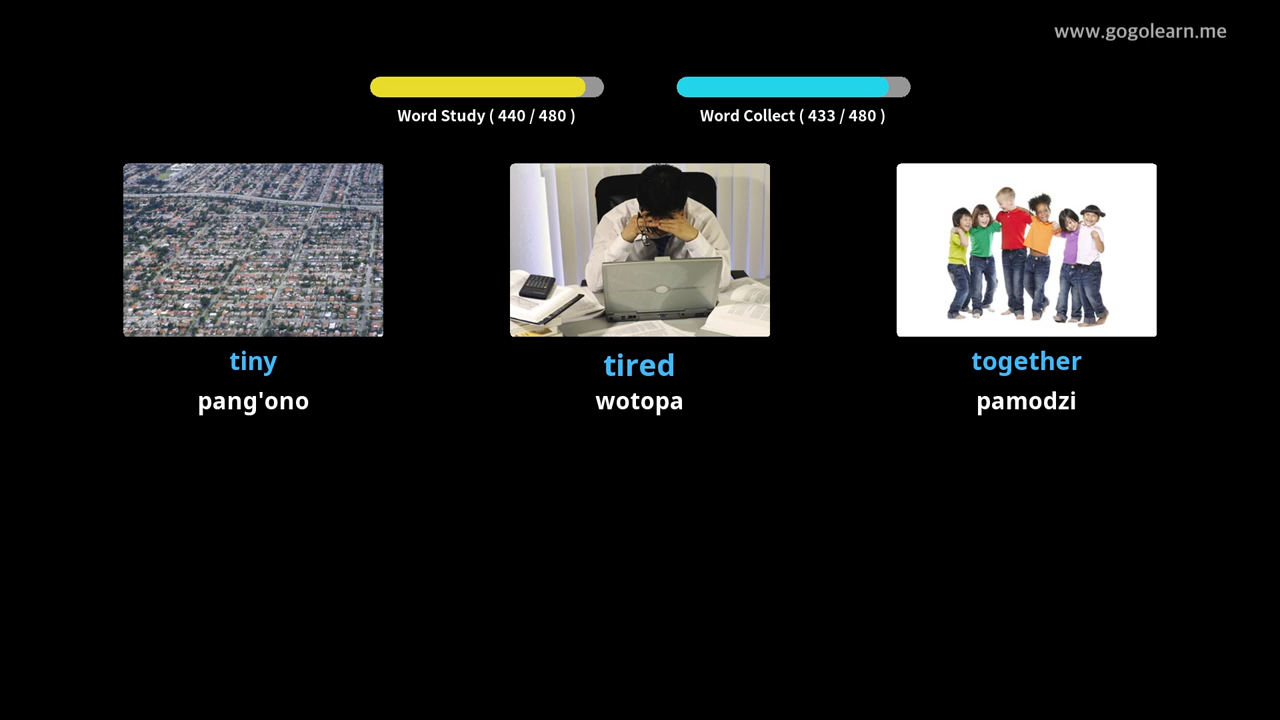 www.gogolearn.me
Word Study ( 440 / 480 )
Word Collect ( 433 / 480 )
tiny
pang'ono
tired
wotopa
together
pamodzi